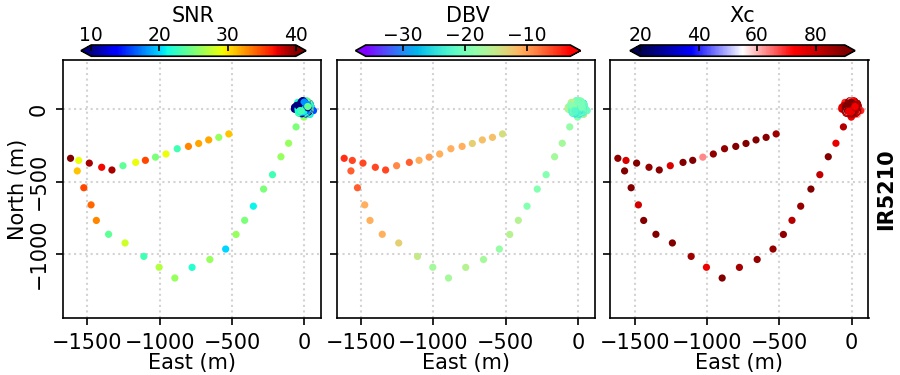 SNR DBV Xc
10 20 30 40 −30 −20 −10 20 40 60 80
0
−500
−1000
North (m)
−1500 −1000 −500 0 −1500 −1000 −500 0 −1500 −1000 −500 0
East (m) East (m) East (m)
IR5210